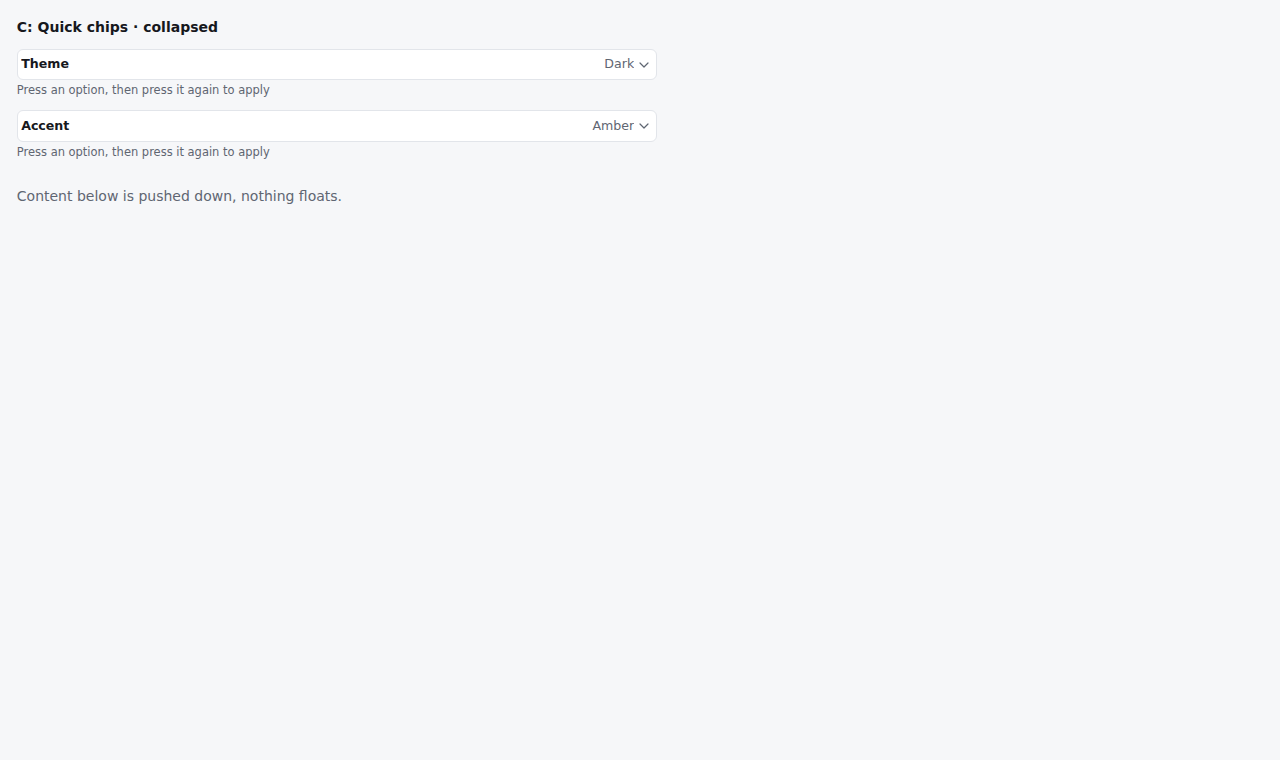 C: Quick chips · collapsed
Theme Dark
Press an option, then press it again to apply
Accent Amber
Press an option, then press it again to apply
Content below is pushed down, nothing floats.